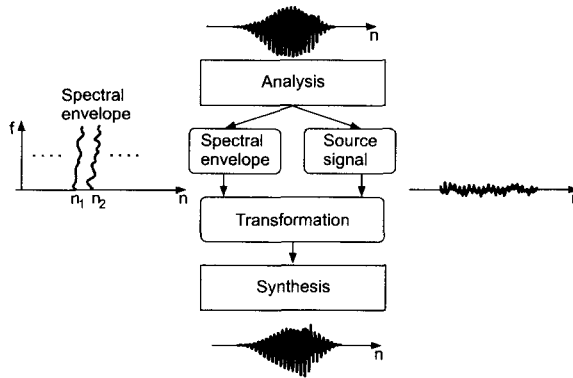 n
Analysis
Spectral
envelope
f
....
....
n1 n2
n
Spectral
envelope
Source
signal
Transformation
Synthesis
n